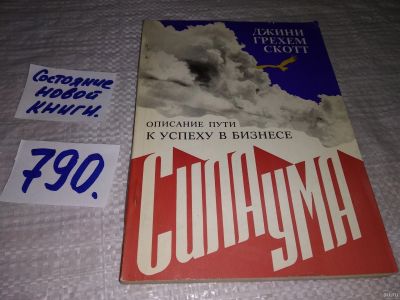 Состояние
новой
книги.
790.
ДЖИНИ
ГРЕХЕМ
СКОТТ
ОПИСАНИЕ ПУТИ
К УСПЕХУ В БИЗНЕСЕ
СИЛА УМА